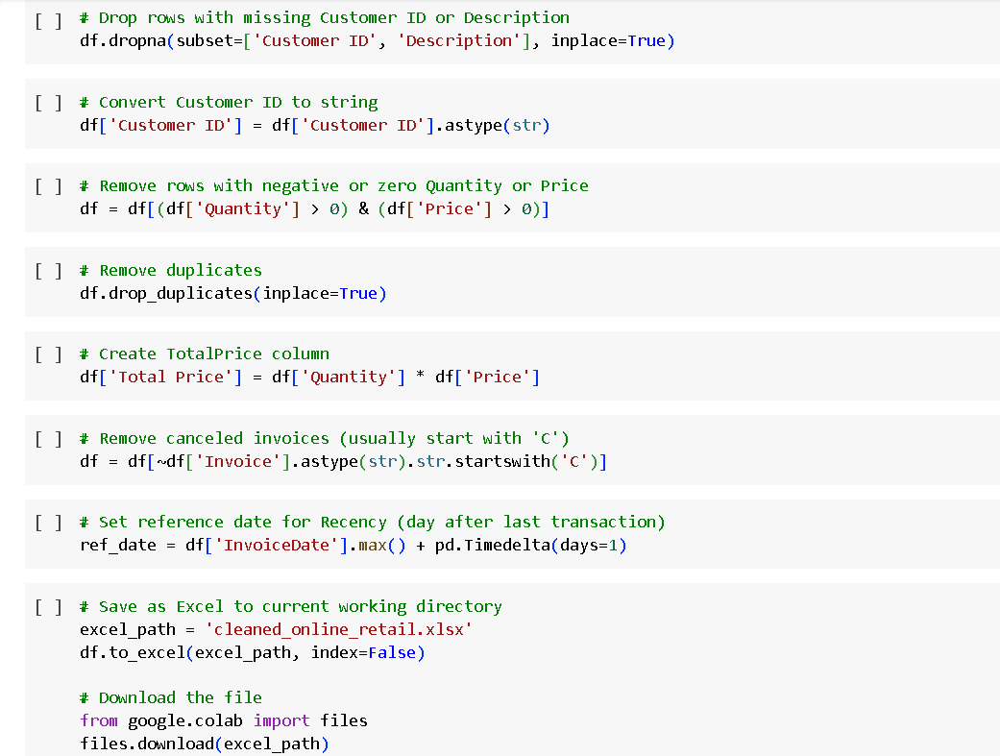 [ ] # Drop rows with missing Customer ID or Description
df.dropna(subset=['Customer ID', 'Description'], inplace=True)
[ ] # Convert Customer ID to string
df['Customer ID'] = df['Customer ID'].astype(str)
[ ] # Remove rows with negative or zero Quantity or Price
df = df[(df['Quantity'] > 0) & (df['Price'] > 0)]
[ ] # Remove duplicates
df.drop_duplicates(inplace=True)
[ ] # Create TotalPrice column
df['Total Price'] = df['Quantity'] * df['Price']
[ ] # Remove canceled invoices (usually start with 'C')
df = df[~df['Invoice'].astype(str).str.startswith('C')]
[ ] # Set reference date for Recency (day after last transaction)
ref_date = df['InvoiceDate'].max() + pd.Timedelta(days=1)
[ ] # Save as Excel to current working directory
excel_path = 'cleaned_online_retail.xlsx'
df.to_excel(excel_path, index=False)
# Download the file
from google.colab import files
files.download(excel_path)